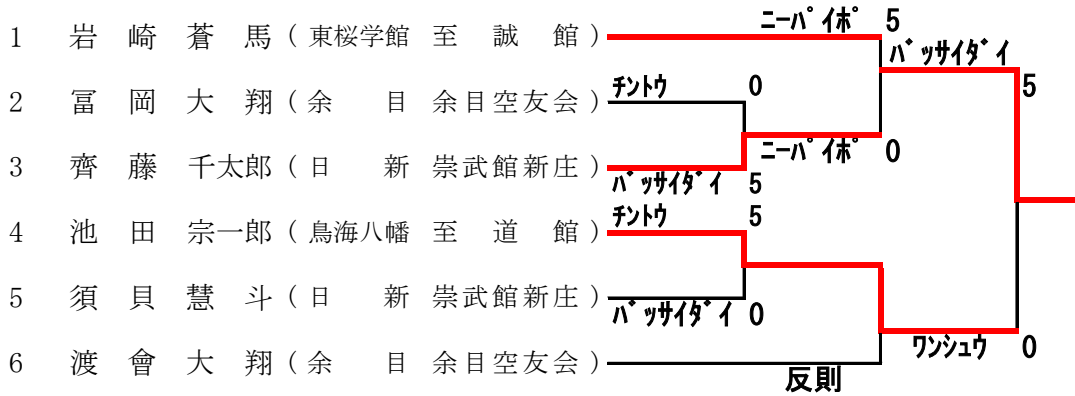 ニーパイポ 5
1 岩崎蒼馬(東桜学館 至誠館)
バッサイダイ
5
チントウ 0
2 冨岡大翔(余目 余目空友会)
ニーパイポ 0
3 齊藤千太郎(日新 崇武館新庄)
バッサイダイ 5
チントウ 5
4 池田宗一郎(鳥海八幡 至道館)
5 須貝慧斗(日新 崇武館新庄)
バッサイダイ 0
ワンシュウ 0
6 渡會大翔(余目 余目空友会)
反則